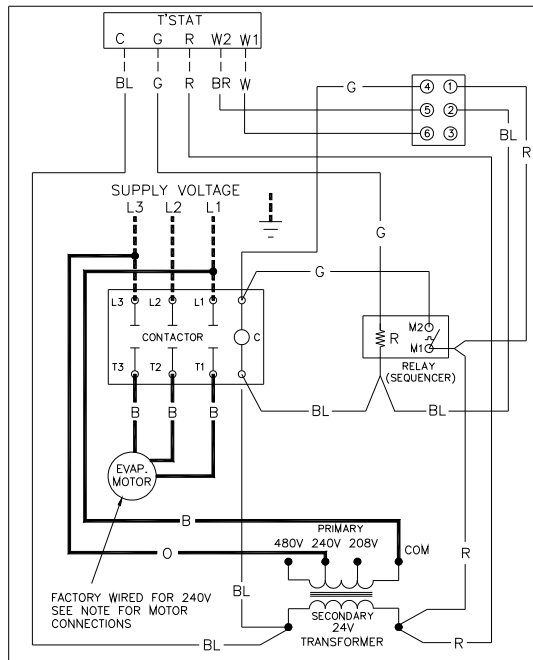 T'STAT
C G R W2 W1
BL G R BR W
G
4 1
5 2
6 3
BL
R
SUPPLY VOLTAGE
L3 L2 L1
G
G
L3 L2 L1
CONTACTOR
C
T3 T2 T1
R
M2
M1
RELAY
(SEQUENCER)
B B B
BL
BL
EVAP.
MOTOR
B
O
PRIMARY
480V 240V 208V
COM
R
FACTORY WIRED FOR 240V
SEE NOTE FOR MOTOR
CONNECTIONS
BL
SECONDARY
24V
TRANSFORMER
BL
R